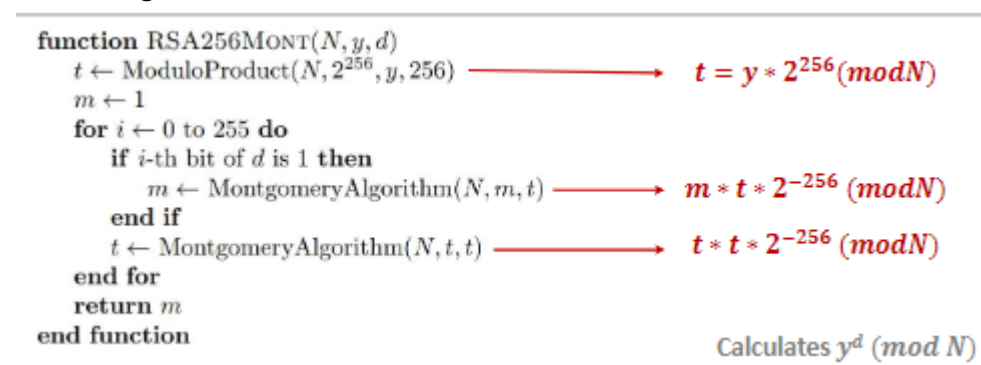 function RSA256MONT(N, y, d)
t ← ModuloProduct(N, 2^256, y, 256) t = y * 2^256(modN)
m ← 1
for i ← 0 to 255 do
if i-th bit of d is 1 then
m ← MontgomeryAlgorithm(N, m, t) m * t * 2^−256 (modN)
end if
t ← MontgomeryAlgorithm(N, t, t) t * t * 2^−256 (modN)
end for
return m
end function
Calculates y^d (mod N)